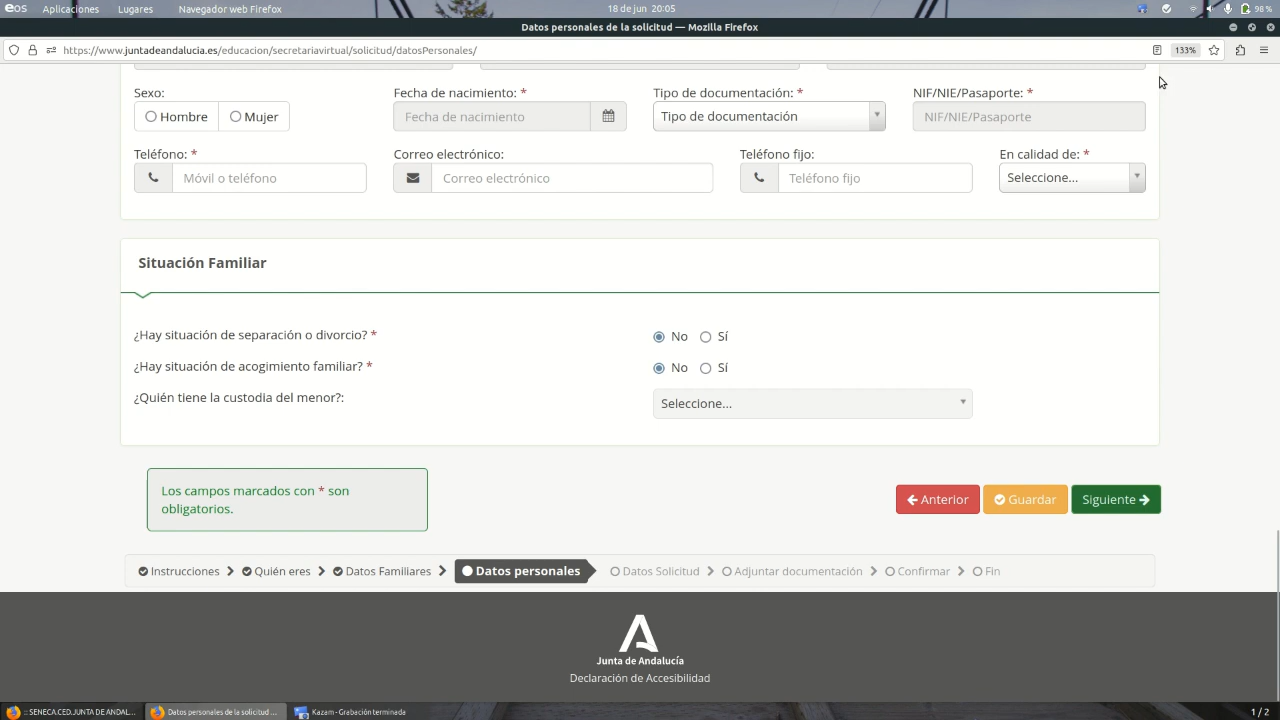 eos Aplicaciones Lugares Navegador web Firefox 18 de jun 20:05 98 %
Datos personales de la solicitud — Mozilla Firefox
https://www.juntadeandalucia.es/educacion/secretariavirtual/solicitud/datosPersonales/ 133%
Sexo: Fecha de nacimiento: * Tipo de documentación: * NIF/NIE/Pasaporte: *
Hombre Mujer Fecha de nacimiento Tipo de documentación NIF/NIE/Pasaporte
Teléfono: * Correo electrónico: Teléfono fijo: En calidad de: *
Móvil o teléfono Correo electrónico Teléfono fijo Seleccione...
Situación Familiar
¿Hay situación de separación o divorcio? * No Sí
¿Hay situación de acogimiento familiar? * No Sí
¿Quién tiene la custodia del menor?: Seleccione...
Los campos marcados con * son
obligatorios.
Anterior Guardar Siguiente
Instrucciones Quién eres Datos Familiares Datos personales Datos Solicitud Adjuntar documentación Confirmar Fin
Junta de Andalucía
Declaración de Accesibilidad
:: SENECA.CED.JUNTA DE ANDAL... Datos personales de la solicitud ... Kazam - Grabación terminada 1 / 2